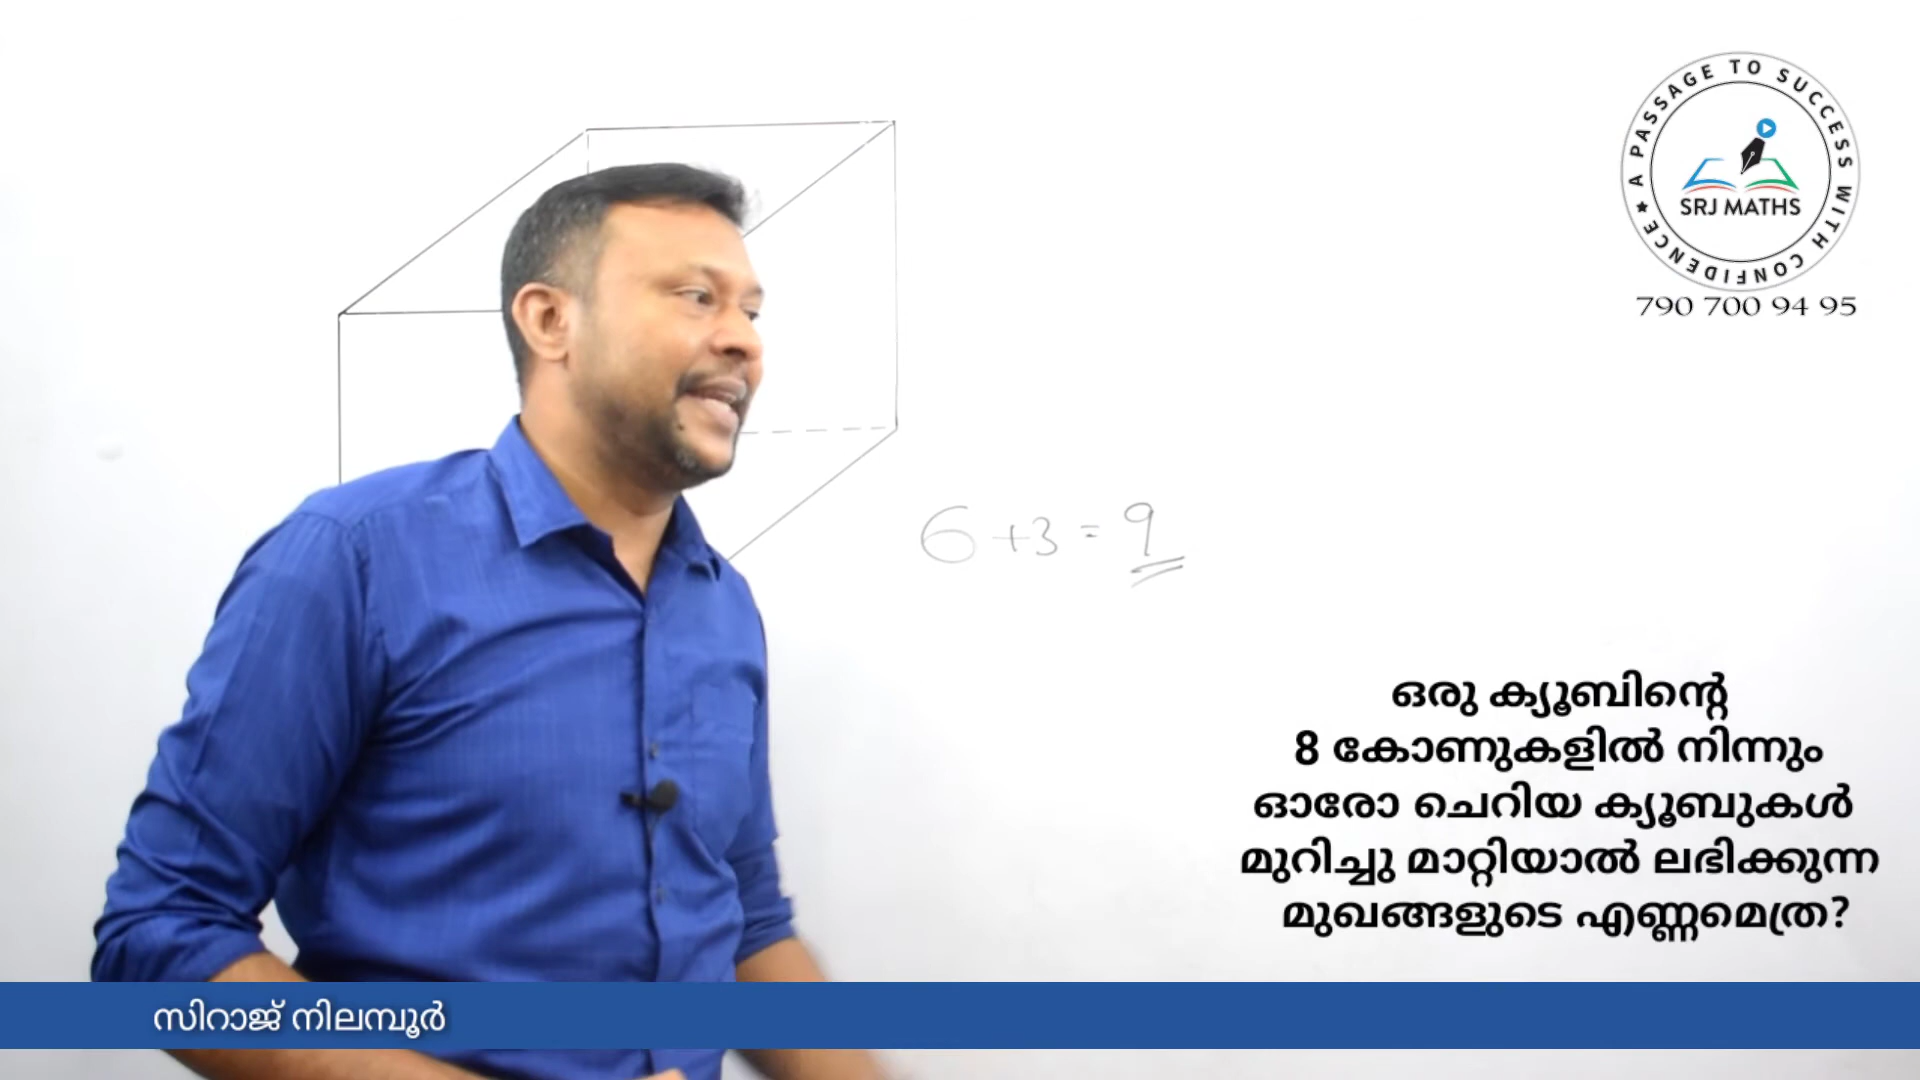 A PASSAGE TO SUCCESS WITH CONFIDENCE ★
SRJ MATHS
790 700 94 95
6 + 3 = 9
ഒരു ക്യൂബിന്റെ
8 കോണുകളിൽ നിന്നും
ഓരോ ചെറിയ ക്യൂബുകൾ
മുറിച്ചു മാറ്റിയാൽ ലഭിക്കുന്ന
മുഖങ്ങളുടെ എണ്ണമെത്ര?
സിറാജ് നിലമ്പൂർ